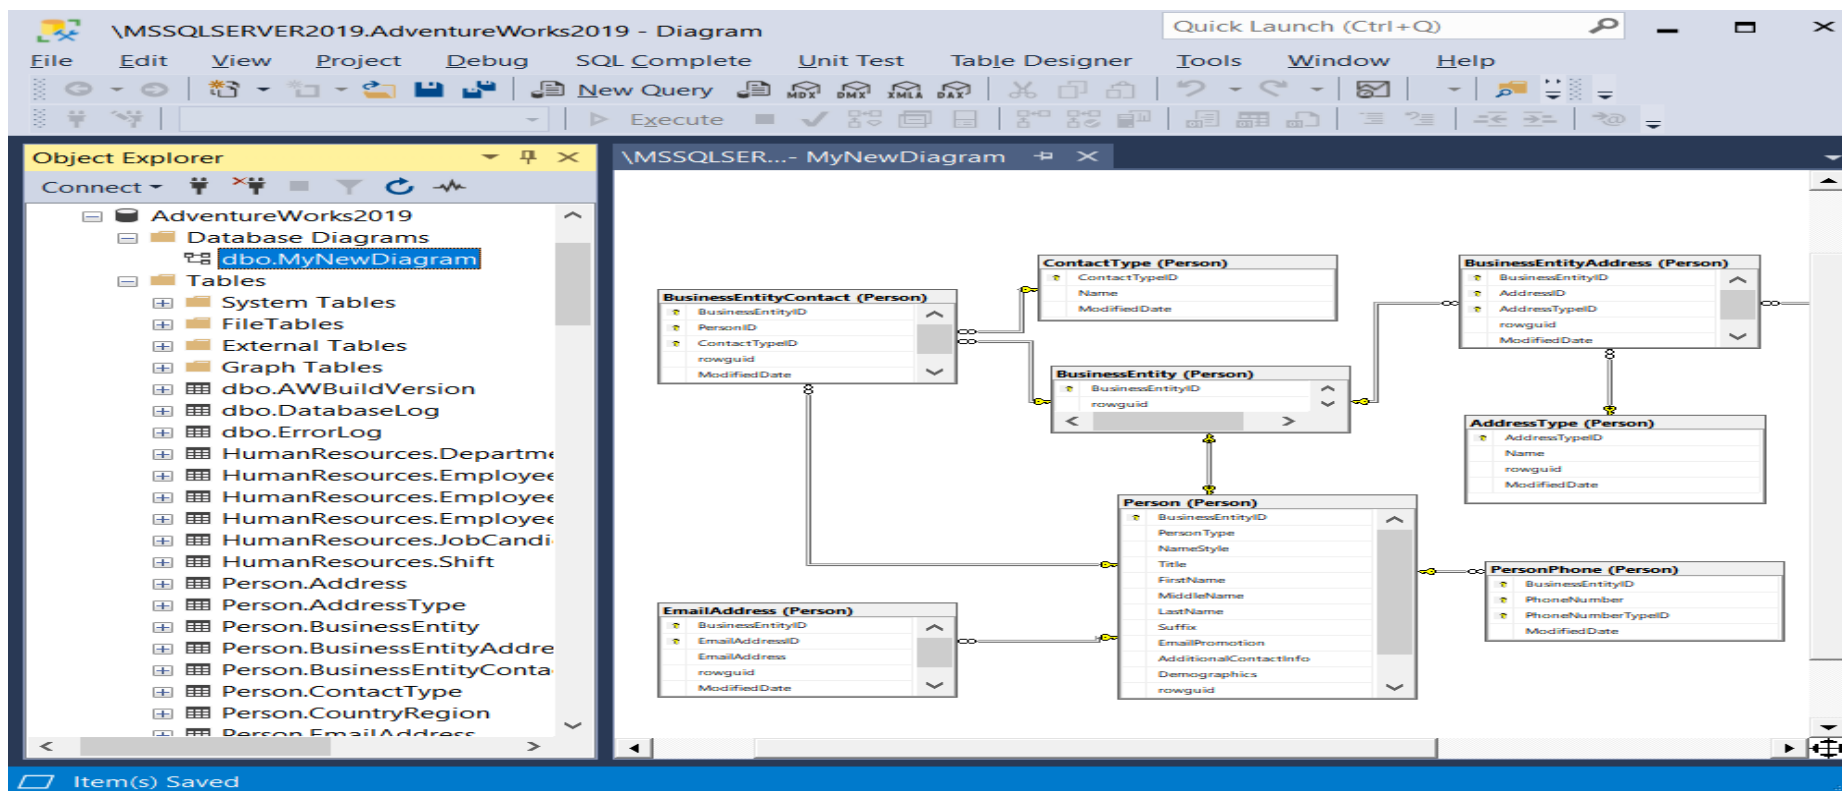 \MSSQLSERVER2019.AdventureWorks2019 - Diagram
Quick Launch (Ctrl+Q)
File Edit View Project Debug SQL Complete Unit Test Table Designer Tools Window Help
New Query MDX DMX XMLA DAX
Execute
Object Explorer
\MSSQLSER...- MyNewDiagram
Connect
AdventureWorks2019
Database Diagrams
dbo.MyNewDiagram
Tables
System Tables
FileTables
External Tables
Graph Tables
dbo.AWBuildVersion
dbo.DatabaseLog
dbo.ErrorLog
HumanResources.Departme
HumanResources.Employee
HumanResources.Employee
HumanResources.Employee
HumanResources.JobCandi
HumanResources.Shift
Person.Address
Person.AddressType
Person.BusinessEntity
Person.BusinessEntityAddre
Person.BusinessEntityConta
Person.ContactType
Person.CountryRegion
Person.EmailAddress
BusinessEntityContact (Person)
BusinessEntityID
PersonID
ContactTypeID
rowguid
ModifiedDate
ContactType (Person)
ContactTypeID
Name
ModifiedDate
BusinessEntityAddress (Person)
BusinessEntityID
AddressID
AddressTypeID
rowguid
ModifiedDate
BusinessEntity (Person)
BusinessEntityID
rowguid
AddressType (Person)
AddressTypeID
Name
rowguid
ModifiedDate
Person (Person)
BusinessEntityID
PersonType
NameStyle
Title
FirstName
MiddleName
LastName
Suffix
EmailPromotion
AdditionalContactInfo
Demographics
rowguid
PersonPhone (Person)
BusinessEntityID
PhoneNumber
PhoneNumberTypeID
ModifiedDate
EmailAddress (Person)
BusinessEntityID
EmailAddressID
EmailAddress
rowguid
ModifiedDate
Item(s) Saved